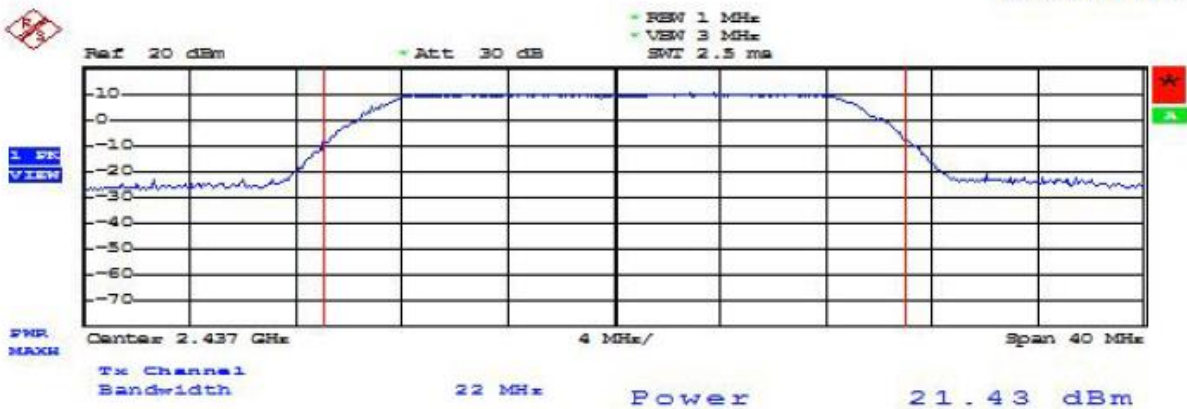 * RBW 1 MHz
* VBW 3 MHz
Ref 20 dBm * Att 30 dB SWT 2.5 ms
*
A
10
0
-10
1 PK
VIEW
-20
-30
-40
-50
-60
-70
PWR
MAXH
Center 2.437 GHz 4 MHz/ Span 40 MHz
Tx Channel
Bandwidth 22 MHz Power 21.43 dBm